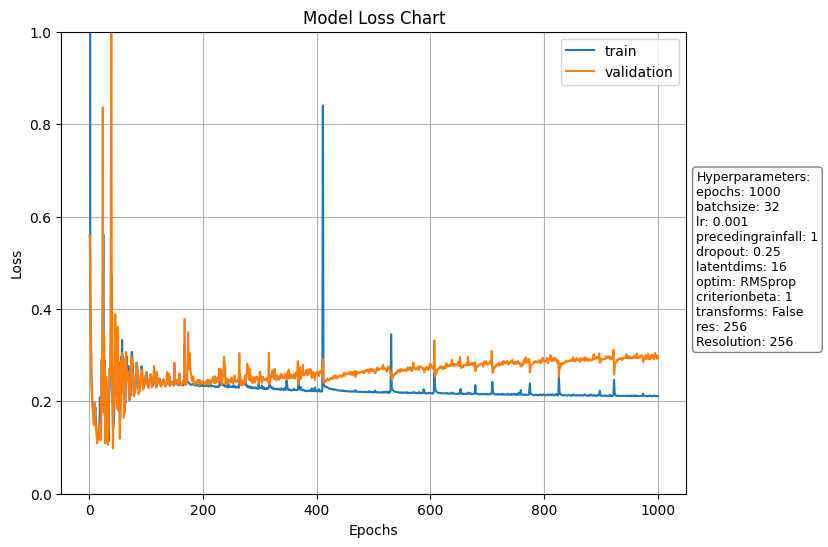 Model Loss Chart
1.0
0.8
0.6
0.4
0.2
0.0
Loss
0
200
400
600
800
1000
Epochs
train
validation
Hyperparameters:
epochs: 1000
batchsize: 32
lr: 0.001
precedingrainfall: 1
dropout: 0.25
latentdims: 16
optim: RMSprop
criterionbeta: 1
transforms: False
res: 256
Resolution: 256